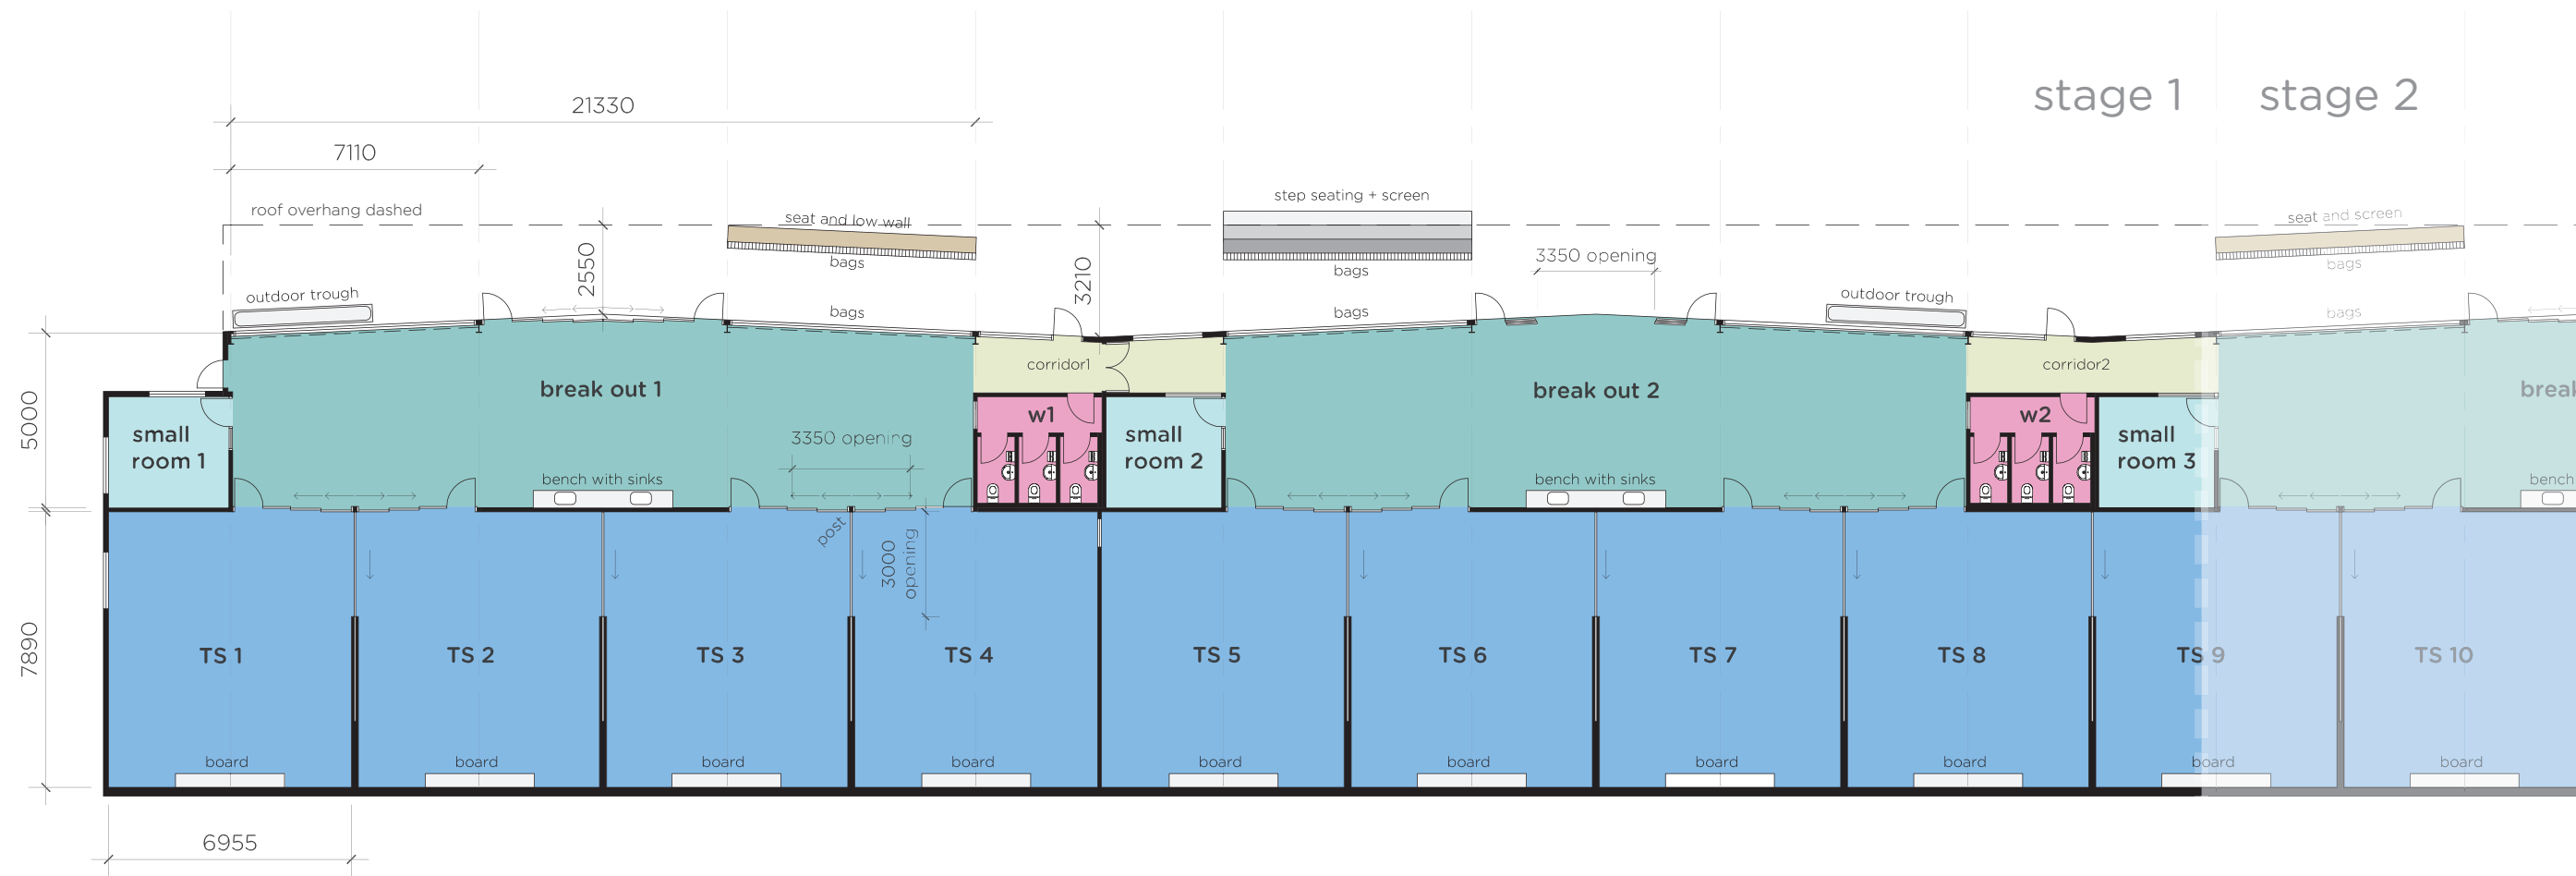 stage 1
stage 2
21330
7110
step seating + screen
roof overhang dashed
seat and low wall
seat and screen
2550
3210
3350 opening
bags
bags
bags
outdoor trough
outdoor trough
bags
bags
bags
corridor1
corridor2
break out 1
break out 2
break
5000
w1
w2
small
room 1
3350 opening
small
room 2
small
room 3
bench with sinks
bench with sinks
bench
post
3000
opening
7890
TS 1
TS 2
TS 3
TS 4
TS 5
TS 6
TS 7
TS 8
TS 9
TS 10
board
board
board
board
board
board
board
board
board
board
6955